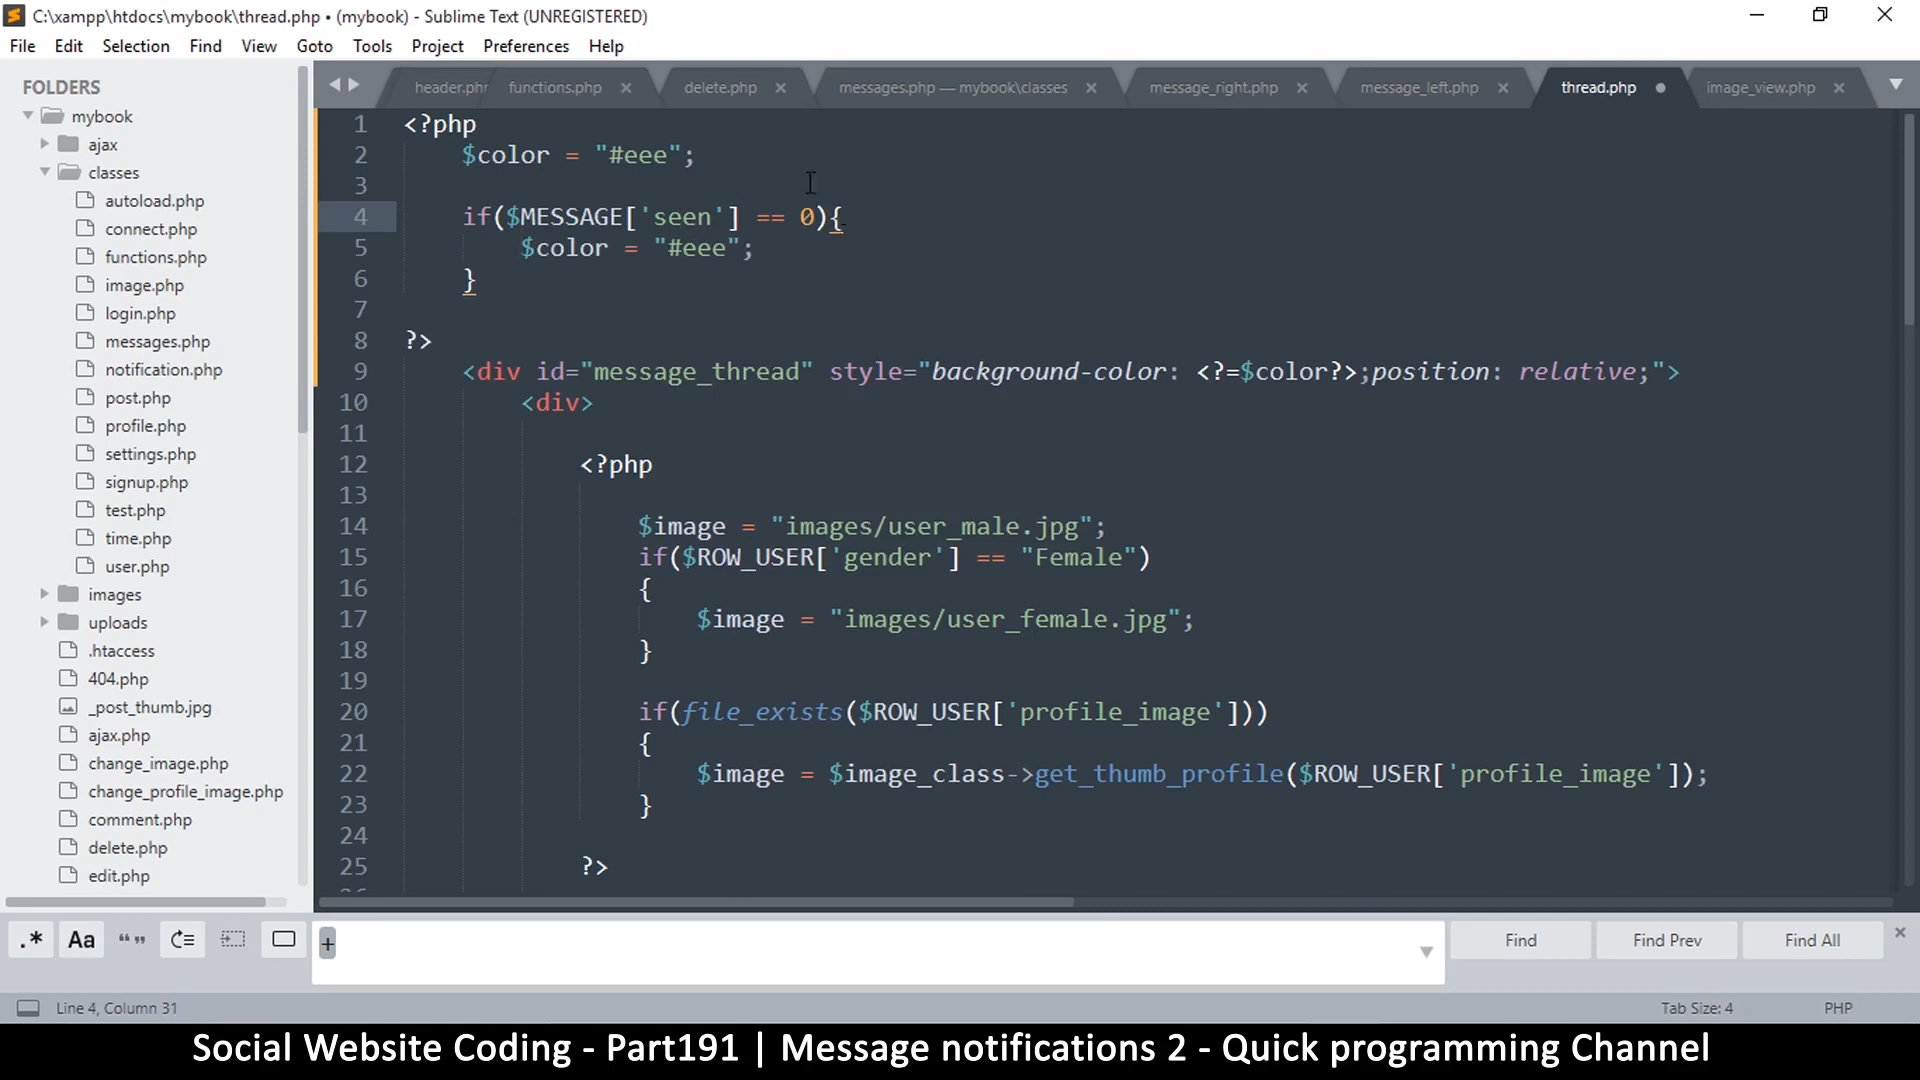 C:\xampp\htdocs\mybook\thread.php • (mybook) - Sublime Text (UNREGISTERED)
File Edit Selection Find View Goto Tools Project Preferences Help
FOLDERS
mybook
ajax
classes
autoload.php
connect.php
functions.php
image.php
login.php
messages.php
notification.php
post.php
profile.php
settings.php
signup.php
test.php
time.php
user.php
images
uploads
.htaccess
404.php
_post_thumb.jpg
ajax.php
change_image.php
change_profile_image.php
comment.php
delete.php
edit.php
header.php functions.php delete.php messages.php — mybook\classes message_right.php message_left.php thread.php image_view.php
1 <?php
2 $color = "#eee";
3
4 if($MESSAGE['seen'] == 0){
5 $color = "#eee";
6 }
7
8 ?>
9 <div id="message_thread" style="background-color: <?=$color?>;position: relative;">
10 <div>
11
12 <?php
13
14 $image = "images/user_male.jpg";
15 if($ROW_USER['gender'] == "Female")
16 {
17 $image = "images/user_female.jpg";
18 }
19
20 if(file_exists($ROW_USER['profile_image']))
21 {
22 $image = $image_class->get_thumb_profile($ROW_USER['profile_image']);
23 }
24
25 ?>
.* Aa “ ” + Find Find Prev Find All
Line 4, Column 31 Tab Size: 4 PHP
Social Website Coding - Part191 | Message notifications 2 - Quick programming Channel